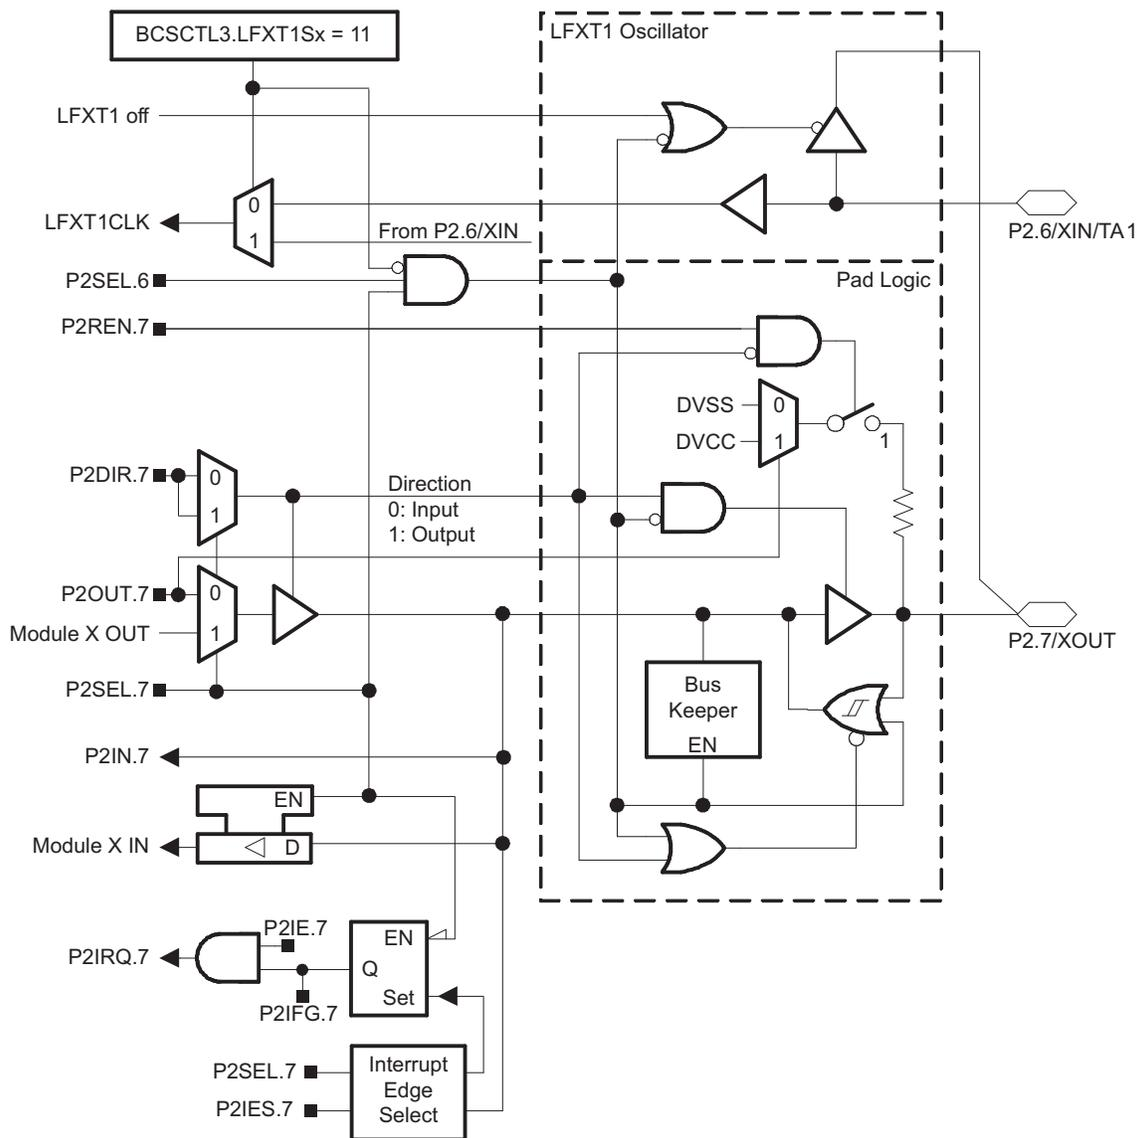 BCSCTL3.LFXT1Sx = 11
LFXT1 Oscillator
LFXT1 off
0
LFXT1CLK
1
From P2.6/XIN
P2.6/XIN/TA1
P2SEL.6
Pad Logic
P2REN.7
DVSS
0
DVCC
1
1
P2DIR.7
0
1
Direction
0: Input
1: Output
P2OUT.7
0
Module X OUT
1
P2.7/XOUT
P2SEL.7
Bus
Keeper
EN
P2IN.7
EN
Module X IN
D
P2IE.7
EN
P2IRQ.7
Q
Set
P2IFG.7
P2SEL.7
P2IES.7
Interrupt
Edge
Select